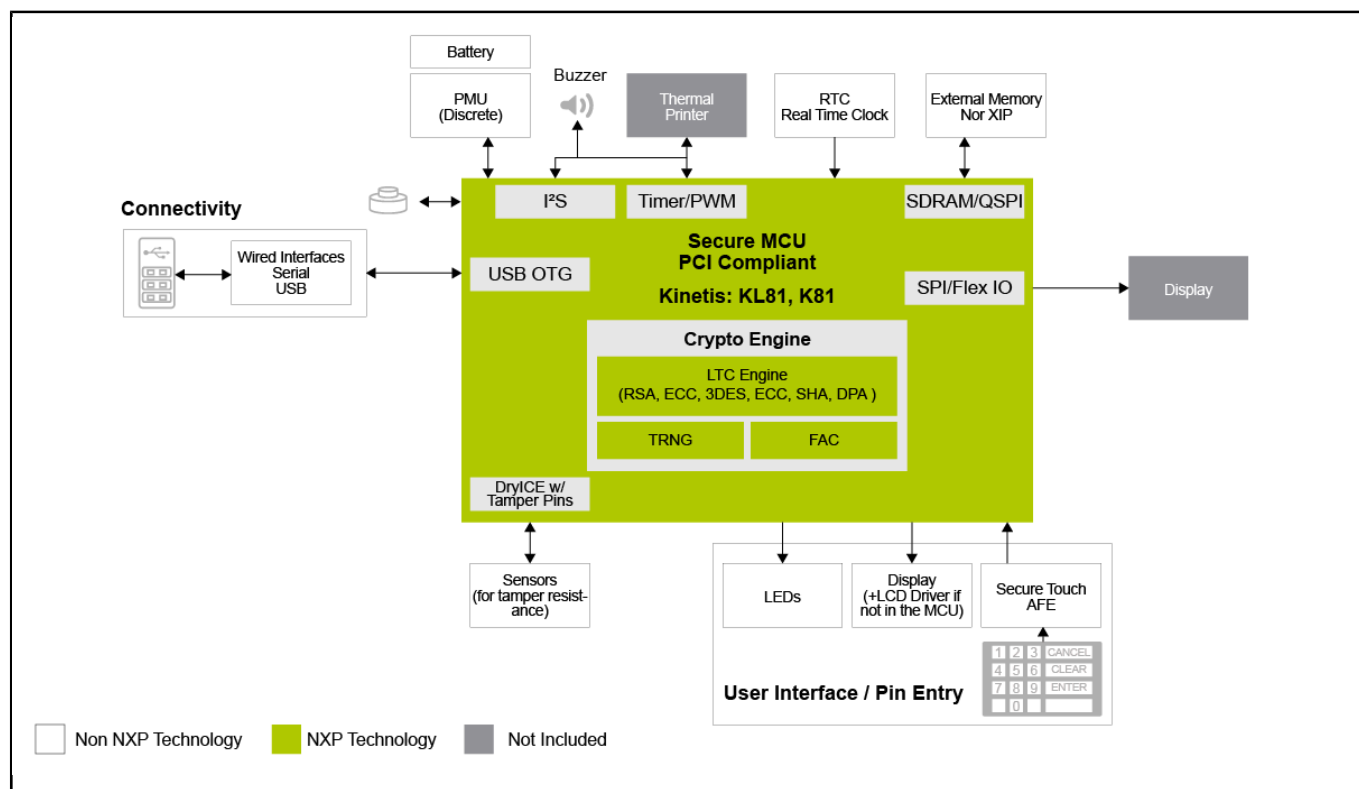 Battery
PMU
(Discrete)
Buzzer
Thermal
Printer
RTC
Real Time Clock
External Memory
Nor XIP
I²S
Timer/PWM
SDRAM/QSPI
Connectivity
Wired Interfaces
Serial
USB
USB OTG
Secure MCU
PCI Compliant
Kinetis: KL81, K81
SPI/Flex IO
Display
Crypto Engine
LTC Engine
(RSA, ECC, 3DES, ECC, SHA, DPA )
TRNG
FAC
DryICE w/
Tamper Pins
Sensors
(for tamper resist-
ance)
LEDs
Display
(+LCD Driver if
not in the MCU)
Secure Touch
AFE
1 2 3 CANCEL
4 5 6 CLEAR
7 8 9 ENTER
0
User Interface / Pin Entry
Non NXP Technology
NXP Technology
Not Included